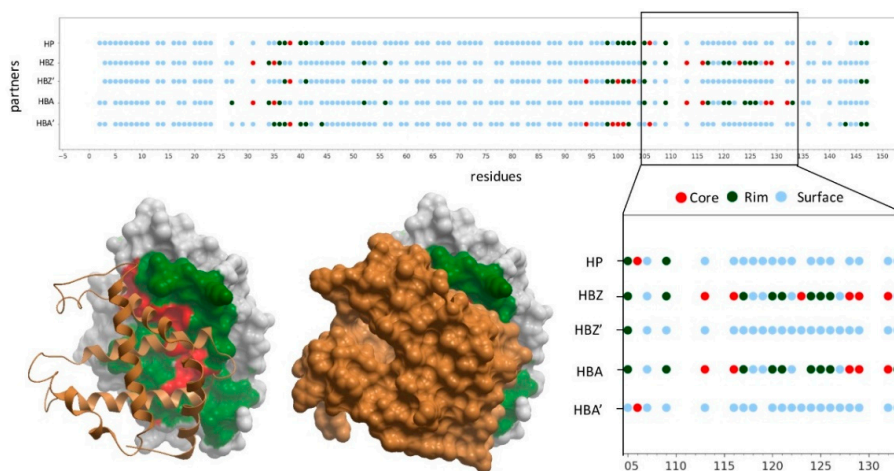 partners
HP
HBZ
HBZ'
HBA
HBA'
-5 0 5 10 15 20 25 30 35 40 45 50 55 60 65 70 75 80 85 90 95 100 105 110 115 120 125 130 135 140 145 150
residues
Core Rim Surface
HP
HBZ
HBZ'
HBA
HBA'
05 110 115 120 125 130